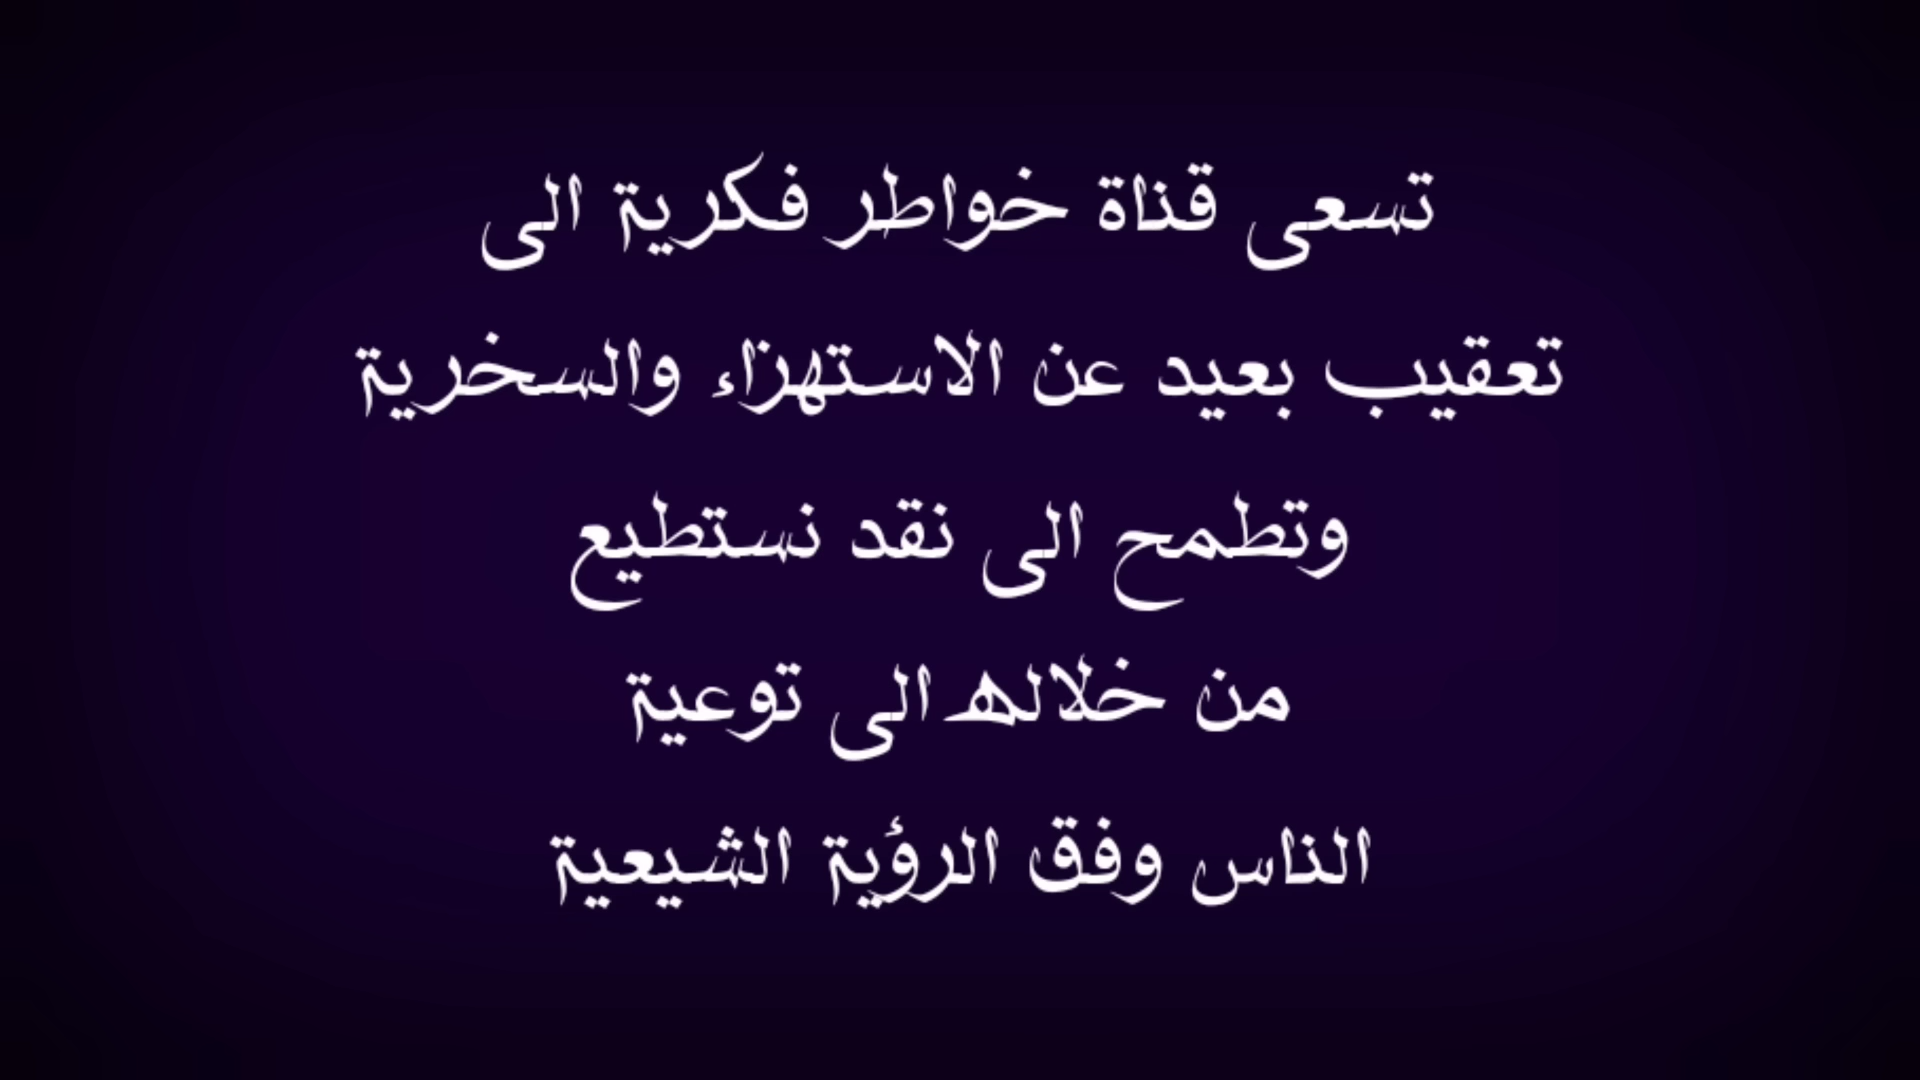 تسعى قناة خواطر فكرية الى
تعقيب بعيد عن الاستهزاء والسخرية
وتطمح الى نقد نستطيع
من خلاله الى توعية
الناس وفق الرؤية الشيعية